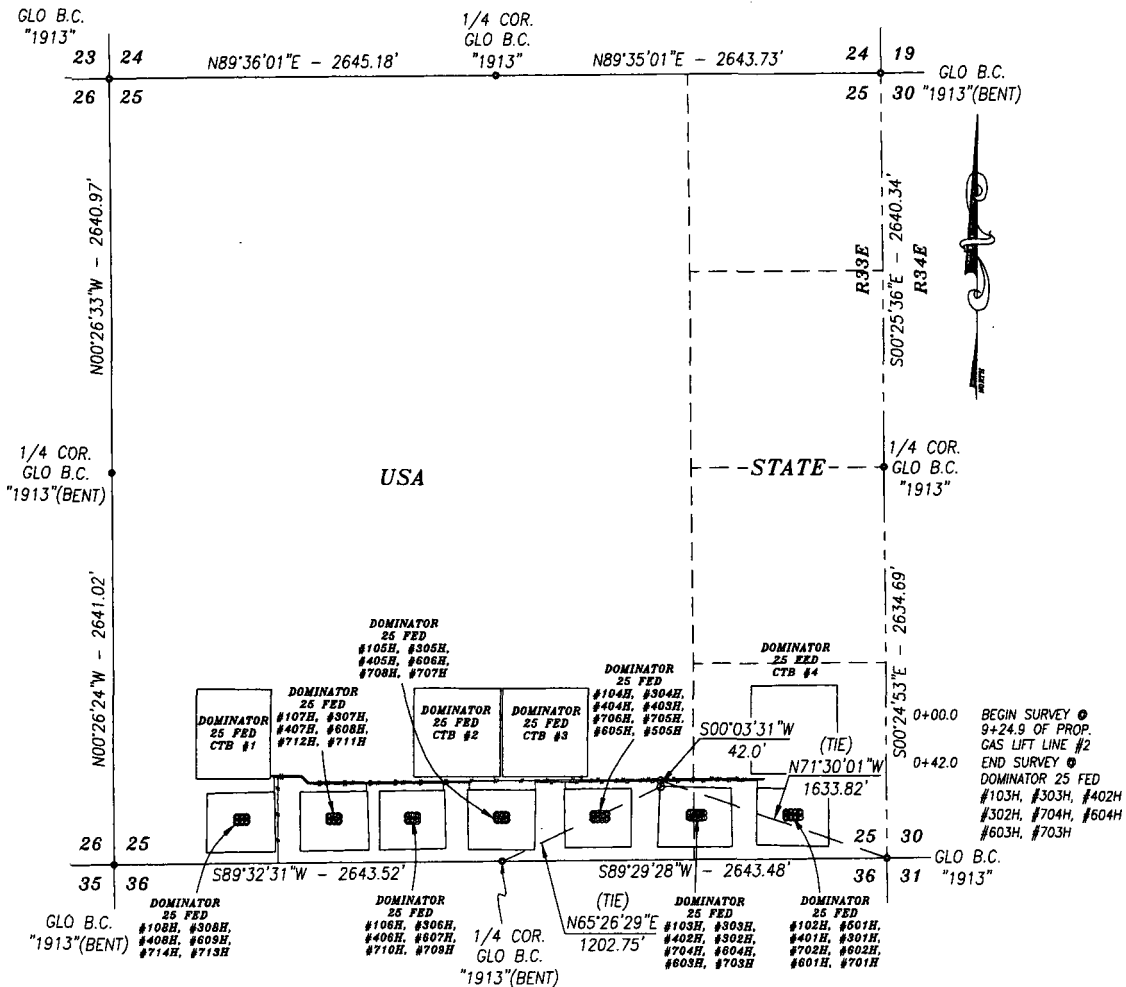 GLO B.C.
"1913"
23 24
26 25
N89°36'01"E - 2645.18'
1/4 COR.
GLO B.C.
"1913"
N89°35'01"E - 2643.73'
24 19
25 30
GLO B.C.
"1913"(BENT)
N00°26'33"W - 2640.97'
R33E
R34E
S00°25'36"E - 2640.34'
NORTH
1/4 COR.
GLO B.C.
"1913"(BENT)
USA
STATE
1/4 COR.
GLO B.C.
"1913"
N00°26'24"W - 2641.02'
S00°24'53"E - 2634.69'
DOMINATOR
25 FED
CTB #1
DOMINATOR
25 FED
#107H, #307H,
#407H, #608H,
#712H, #711H
DOMINATOR
25 FED
#105H, #305H,
#405H, #606H,
#708H, #707H
DOMINATOR
25 FED
CTB #2
DOMINATOR
25 FED
CTB #3
DOMINATOR
25 FED
#104H, #304H,
#404H, #403H,
#706H, #705H,
#605H, #505H
DOMINATOR
25 FED
CTB #4
S00°03'31"W
42.0'
(TIE)
N71°30'01"W
1633.82'
0+00.0 BEGIN SURVEY @
9+24.9 OF PROP.
GAS LIFT LINE #2
0+42.0 END SURVEY @
DOMINATOR 25 FED
#103H, #303H, #402H
#302H, #704H, #604H
#603H, #703H
26 25
35 36
S89°32'31"W - 2643.52'
S89°29'28"W - 2643.48'
25 30
36 31
GLO B.C.
"1913"
GLO B.C.
"1913"(BENT)
DOMINATOR
25 FED
#108H, #308H,
#408H, #609H,
#714H, #713H
DOMINATOR
25 FED
#106H, #306H,
#406H, #607H,
#710H, #709H
1/4 COR.
GLO B.C.
"1913"(BENT)
(TIE)
N65°26'29"E
1202.75'
DOMINATOR
25 FED
#103H, #303H,
#402H, #302H,
#704H, #604H,
#603H, #703H
DOMINATOR
25 FED
#102H, #501H,
#401H, #301H,
#702H, #602H,
#601H, #701H